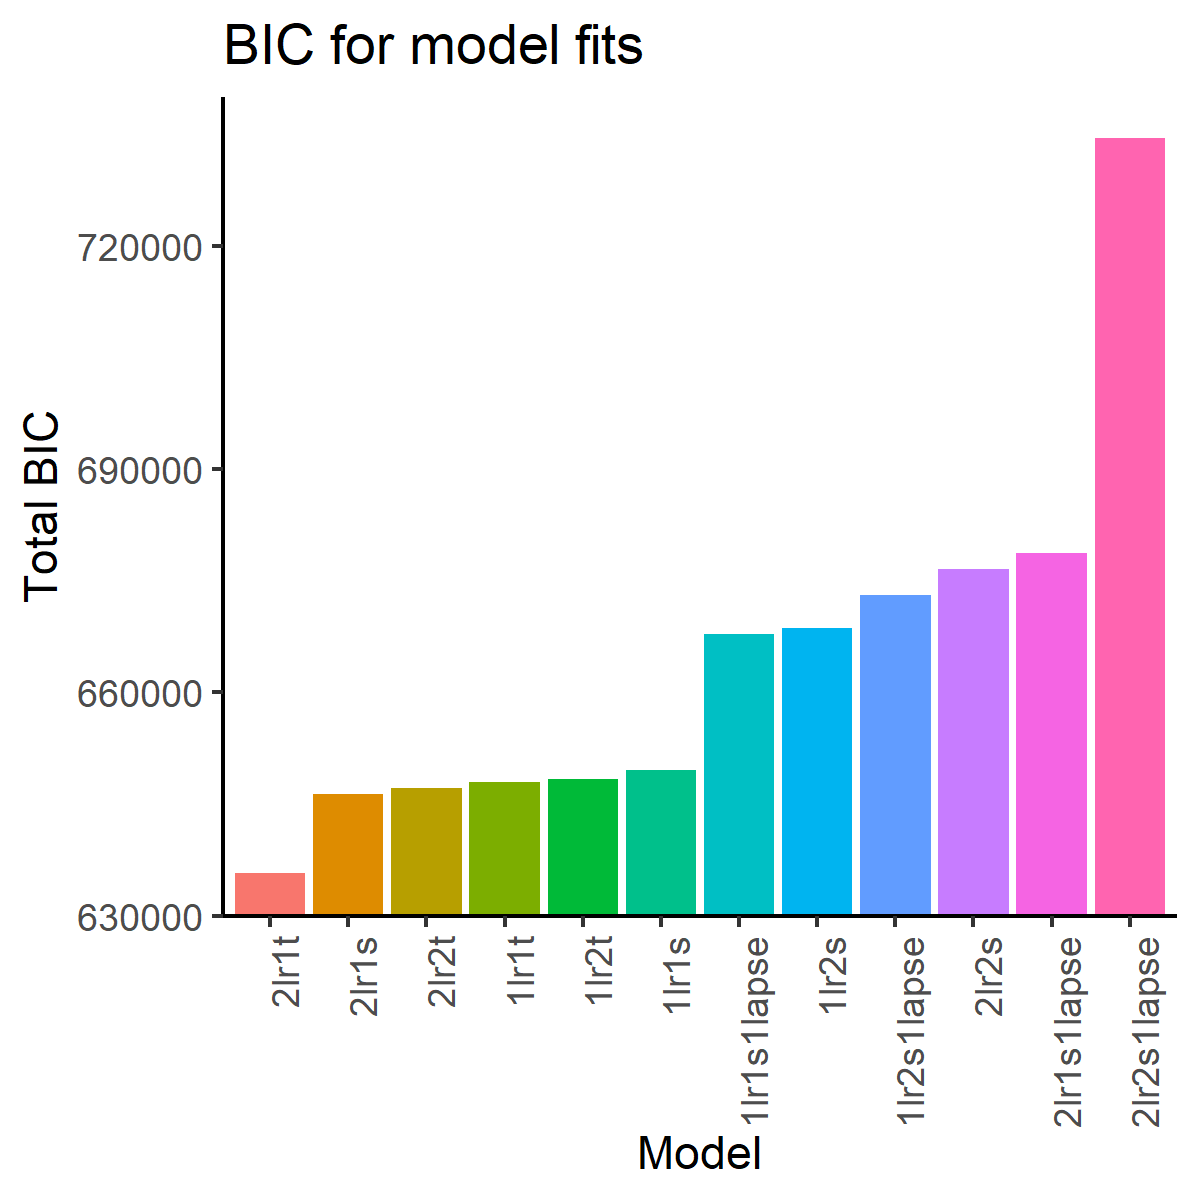 BIC for model fits
Total BIC
720000
690000
660000
630000
2lr1t
2lr1s
2lr2t
1lr1t
1lr2t
1lr1s
1lr1s1lapse
1lr2s
1lr2s1lapse
2lr2s
2lr1s1lapse
2lr2s1lapse
Model